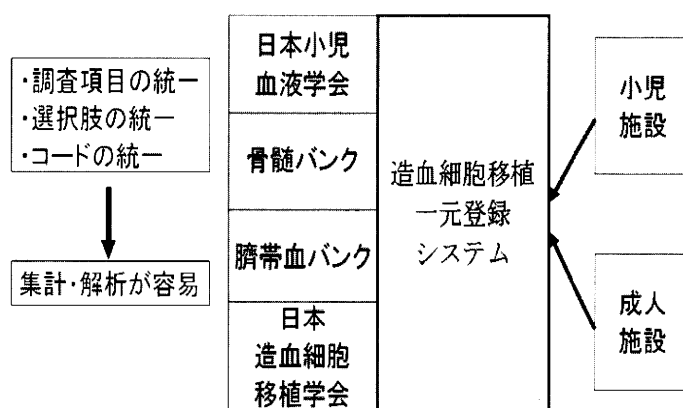 ・調査項目の統一
・選択肢の統一
・コードの統一
集計・解析が容易
日本小児
血液学会
骨髄バンク
臍帯血バンク
日本
造血細胞
移植学会
造血細胞移植
一元登録
システム
小児
施設
成人
施設